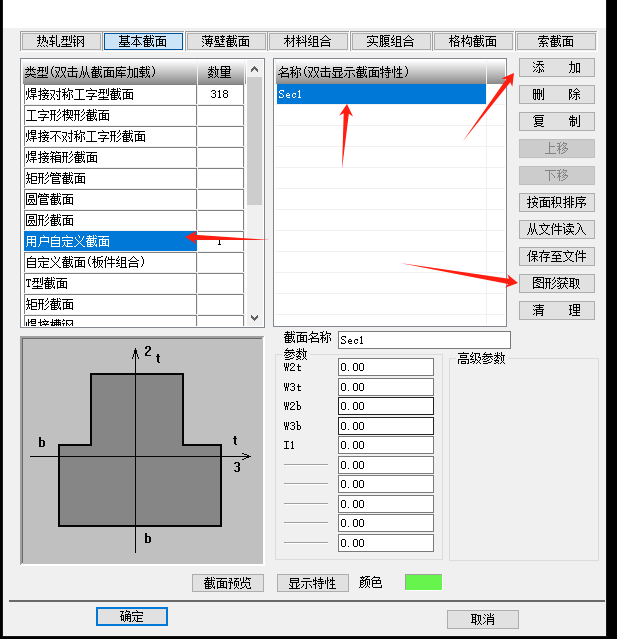 热轧型钢 基本截面 薄壁截面 材料组合 实腹组合 格构截面 索截面
类型(双击从截面库加载) 数量
焊接对称工字型截面 318
工字形楔形截面
焊接不对称工字形截面
焊接箱形截面
矩形管截面
圆管截面
圆形截面
用户自定义截面 1
自定义截面(板件组合)
T型截面
矩形截面
焊接槽钢
名称(双击显示截面特性)
Sec1
添 加
删 除
复 制
上移
下移
按面积排序
从文件读入
保存至文件
图形获取
清 理
2
t
b
t
3
b
截面名称 Sec1
参数
W2t 0.00
W3t 0.00
W2b 0.00
W3b 0.00
I1 0.00
0.00
0.00
0.00
0.00
0.00
高级参数
截面预览 显示特性 颜色
确定 取消